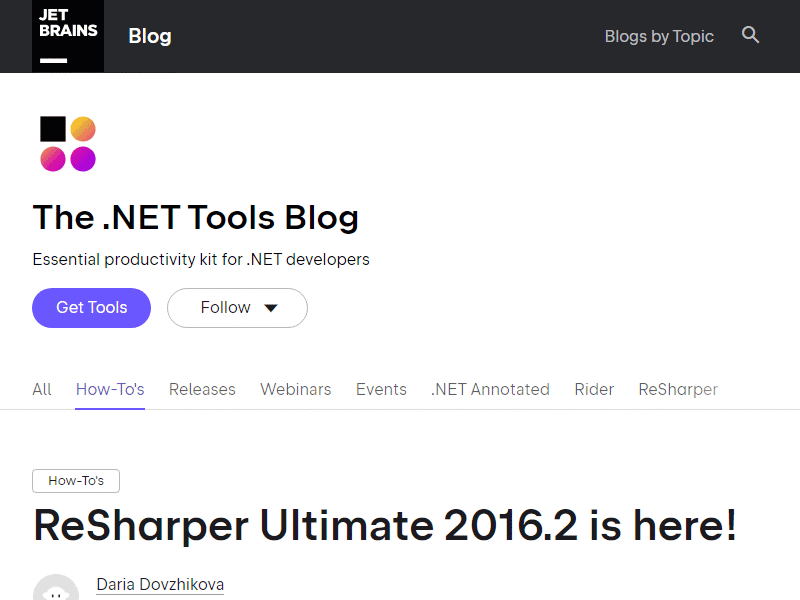 JET
BRAINS
Blog
Blogs by Topic
The .NET Tools Blog
Essential productivity kit for .NET developers
Get Tools
Follow
All How-To's Releases Webinars Events .NET Annotated Rider ReSharper
How-To's
ReSharper Ultimate 2016.2 is here!
Daria Dovzhikova